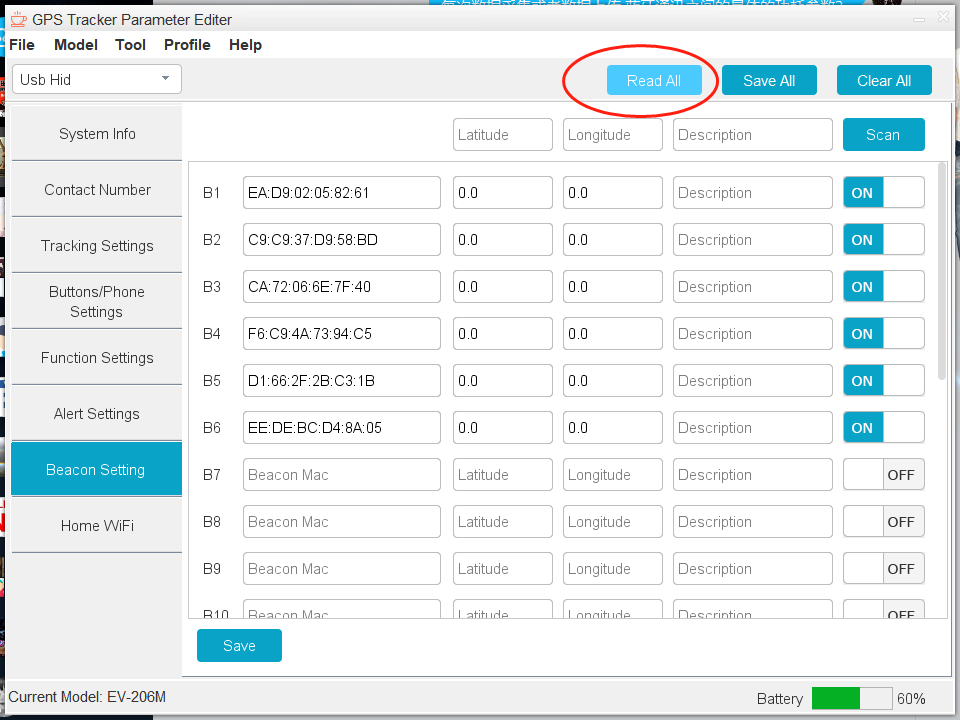 GPS Tracker Parameter Editer
File Model Tool Profile Help
Usb Hid Read All Save All Clear All
System Info
Contact Number
Tracking Settings
Buttons/Phone
Settings
Function Settings
Alert Settings
Beacon Setting
Home WiFi
Latitude Longitude Description Scan
B1 EA:D9:02:05:82:61 0.0 0.0 Description ON
B2 C9:C9:37:D9:58:BD 0.0 0.0 Description ON
B3 CA:72:06:6E:7F:40 0.0 0.0 Description ON
B4 F6:C9:4A:73:94:C5 0.0 0.0 Description ON
B5 D1:66:2F:2B:C3:1B 0.0 0.0 Description ON
B6 EE:DE:BC:D4:8A:05 0.0 0.0 Description ON
B7 Beacon Mac Latitude Longitude Description OFF
B8 Beacon Mac Latitude Longitude Description OFF
B9 Beacon Mac Latitude Longitude Description OFF
B10 Beacon Mac Latitude Longitude Description OFF
Save
Current Model: EV-206M Battery 60%